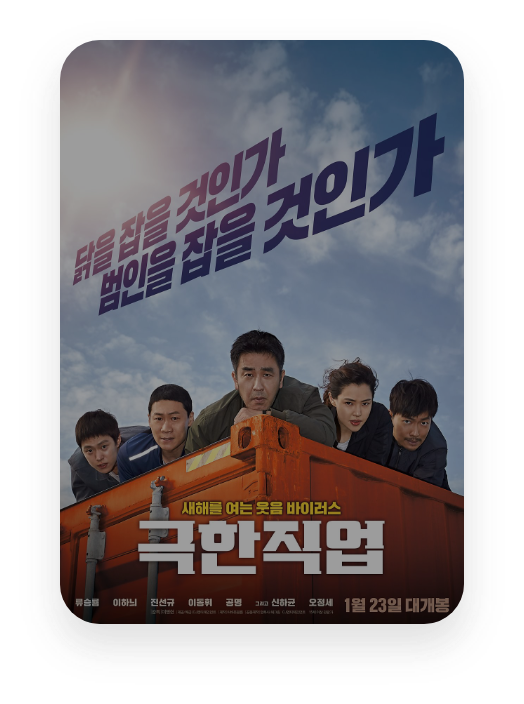 닭을 잡을 것인가
범인을 잡을 것인가
새해를 여는 웃음 바이러스
극한직업
류승룡 이하늬 진선규 이동휘 공명 그리고 신하균 오정세 1월 23일 대개봉